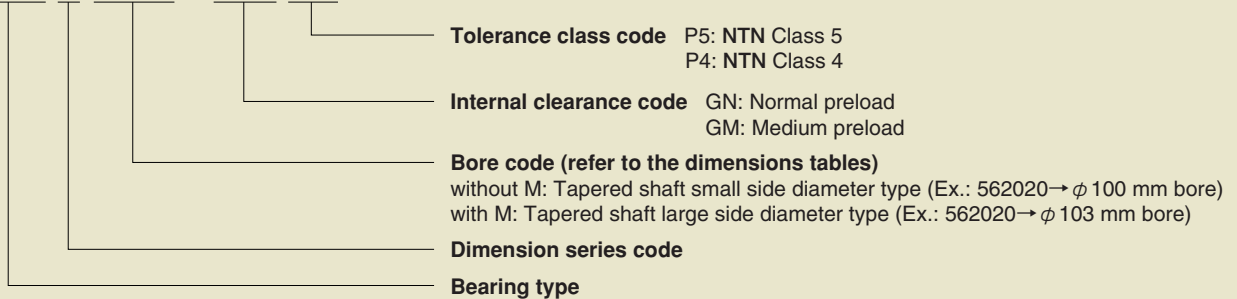 Tolerance class code P5: NTN Class 5
P4: NTN Class 4
Internal clearance code GN: Normal preload
GM: Medium preload
Bore code (refer to the dimensions tables)
without M: Tapered shaft small side diameter type (Ex.: 562020→φ100 mm bore)
with M: Tapered shaft large side diameter type (Ex.: 562020→φ103 mm bore)
Dimension series code
Bearing type